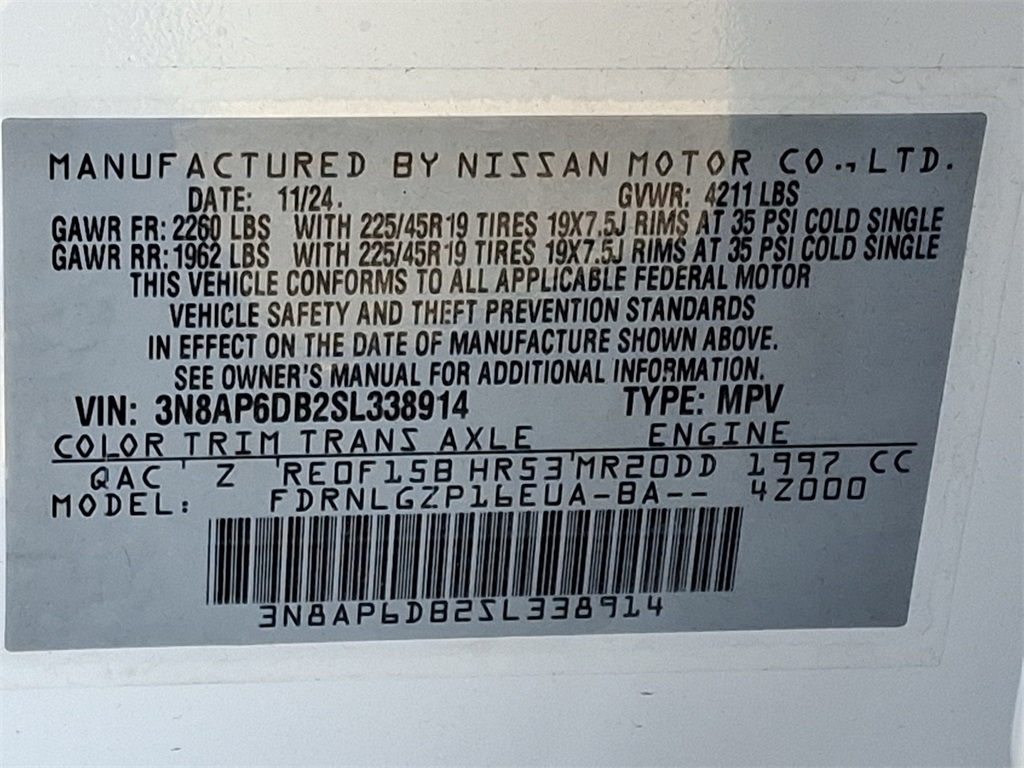 MANUFACTURED BY NISSAN MOTOR CO., LTD.
DATE: 11/24. GVWR: 4211 LBS
GAWR FR: 2260 LBS WITH 225/45R19 TIRES 19X7.5J RIMS AT 35 PSI COLD SINGLE
GAWR RR: 1962 LBS WITH 225/45R19 TIRES 19X7.5J RIMS AT 35 PSI COLD SINGLE
THIS VEHICLE CONFORMS TO ALL APPLICABLE FEDERAL MOTOR
VEHICLE SAFETY AND THEFT PREVENTION STANDARDS
IN EFFECT ON THE DATE OF MANUFACTURE SHOWN ABOVE.
SEE OWNER'S MANUAL FOR ADDITIONAL INFORMATION.
VIN: 3N8AP6DB2SL338914 TYPE: MPV
COLOR TRIM TRANS AXLE ENGINE
QAC ' Z ' RE0F15B HR53 ' MR20DD 1997 CC
MODEL: FDRNLGZP16EUA-BA-- 42000
3N8AP6DB2SL338914